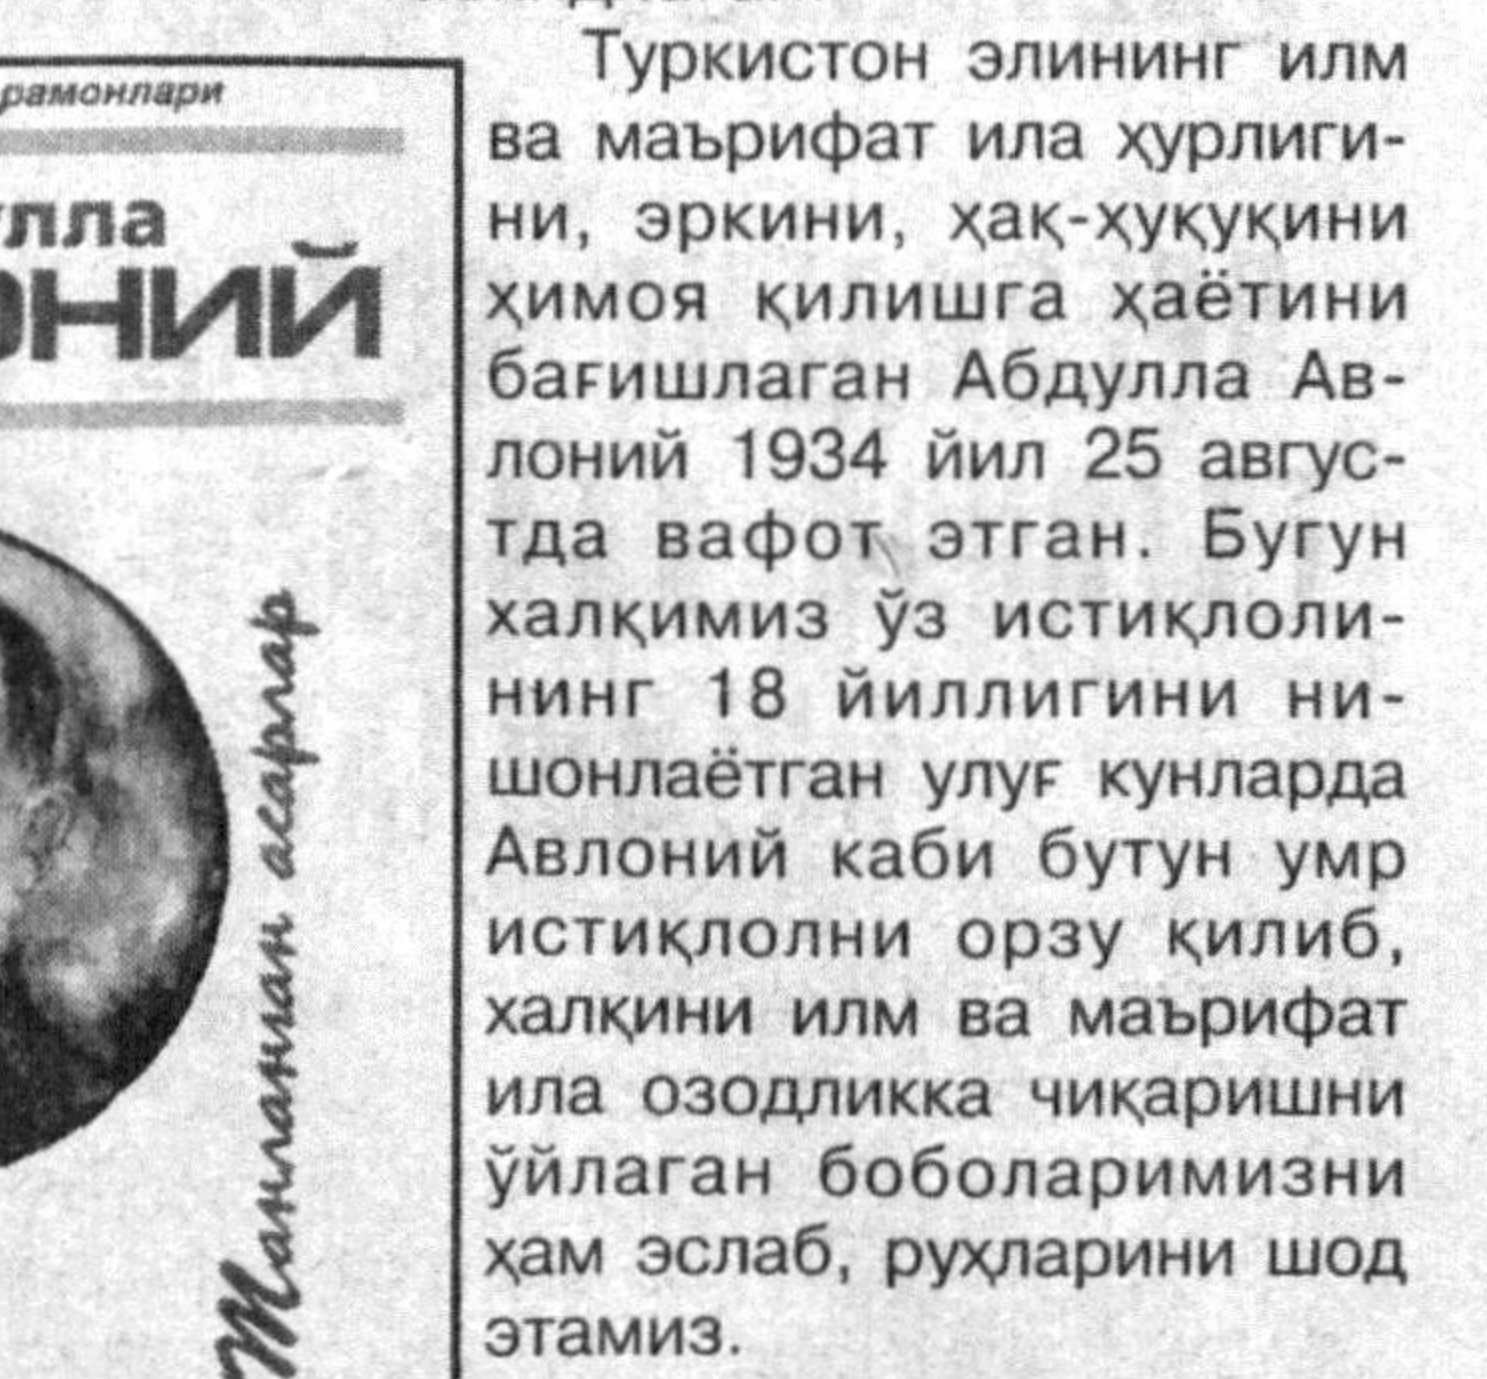 Туркистон элининг илм
ва маърифат ила ҳурлиги-
ни, эркини, ҳақ-ҳуқуқини
ҳимоя қилишга ҳаётини
бағишлаган Абдулла Ав-
лоний 1934 йил 25 авгус-
тда вафот этган. Бугун
халқимиз ўз истиқлоли-
нинг 18 йиллигини ни-
шонлаётган улуғ кунларда
Авлоний каби бутун умр
истиқлолни орзу қилиб,
халқини илм ва маърифат
ила озодликка чиқаришни
ўйлаган боболаримизни
ҳам эслаб, руҳларини шод
этамиз.
рамонлари
улла
ОНИЙ
Танланган асарлар